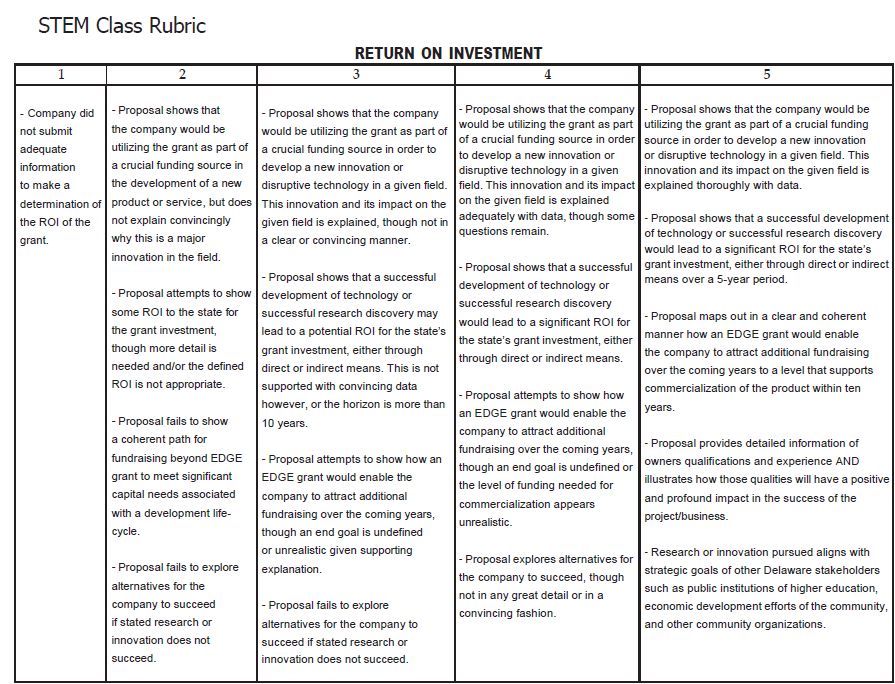 STEM Class Rubric
RETURN ON INVESTMENT
1
2
3
4
5
- Company did
not submit
adequate
information
to make a
determination of
the ROI of the
grant.
- Proposal shows that
the company would be
utilizing the grant as part of
a crucial funding source in
the development of a new
product or service, but does
not explain convincingly
why this is a major
innovation in the field.
- Proposal attempts to show
some ROI to the state for
the grant investment,
though more detail is
needed and/or the defined
ROI is not appropriate.
- Proposal fails to show
a coherent path for
fundraising beyond EDGE
grant to meet significant
capital needs associated
with a development life-
cycle.
- Proposal fails to explore
alternatives for the
company to succeed
if stated research or
innovation does not
succeed.
- Proposal shows that the company
would be utilizing the grant as part of
a crucial funding source in order to
develop a new innovation or
disruptive technology in a given field.
This innovation and its impact on the
given field is explained, though not in
a clear or convincing manner.
- Proposal shows that a successful
development of technology or
successful research discovery may
lead to a potential ROI for the state's
grant investment, either through
direct or indirect means. This is not
supported with convincing data
however, or the horizon is more than
10 years.
- Proposal attempts to show how an
EDGE grant would enable the
company to attract additional
fundraising over the coming years,
though an end goal is undefined
or unrealistic given supporting
explanation.
- Proposal fails to explore
alternatives for the company to
succeed if stated research or
innovation does not succeed.
- Proposal shows that the company
would be utilizing the grant as part
of a crucial funding source in order
to develop a new innovation or
disruptive technology in a given
field. This innovation and its impact
on the given field is explained
adequately with data, though some
questions remain.
- Proposal shows that a successful
development of technology or
successful research discovery
would lead to a significant ROI for
the state's grant investment, either
through direct or indirect means.
- Proposal attempts to show how
an EDGE grant would enable the
company to attract additional
fundraising over the coming years,
though an end goal is undefined or
the level of funding needed for
commercialization appears
unrealistic.
- Proposal explores alternatives for
the company to succeed, though
not in any great detail or in a
convincing fashion.
- Proposal shows that the company would be
utilizing the grant as part of a crucial funding
source in order to develop a new innovation
or disruptive technology in a given field. This
innovation and its impact on the given field is
explained thoroughly with data.
- Proposal shows that a successful development
of technology or successful research discovery
would lead to a significant ROI for the state's
grant investment, either through direct or indirect
means over a 5-year period.
- Proposal maps out in a clear and coherent
manner how an EDGE grant would enable
the company to attract additional fundraising
over the coming years to a level that supports
commercialization of the product within ten
years.
- Proposal provides detailed information of
owners qualifications and experience AND
illustrates how those qualities will have a positive
and profound impact in the success of the
project/business.
- Research or innovation pursued aligns with
strategic goals of other Delaware stakeholders
such as public institutions of higher education,
economic development efforts of the community,
and other community organizations.